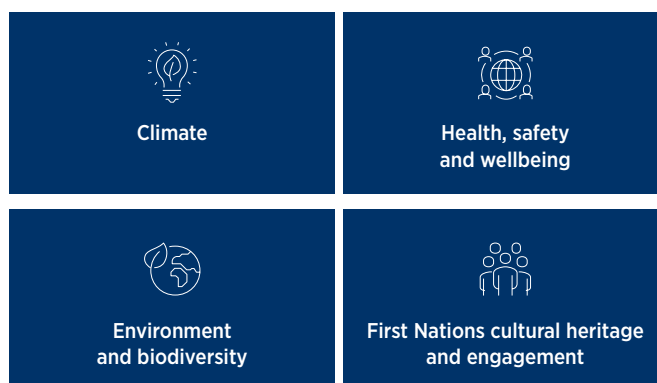 Climate
Health, safety
and wellbeing
Environment
and biodiversity
First Nations cultural heritage
and engagement